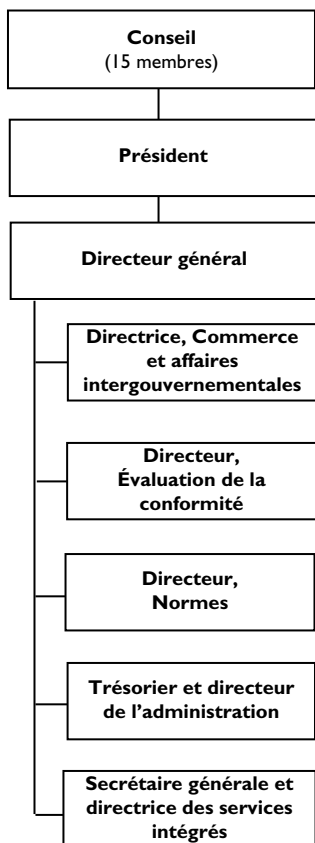 Conseil
(15 membres)
Président
Directeur général
Directrice, Commerce
et affaires
intergouvernementales
Directeur,
Évaluation de la
conformité
Directeur,
Normes
Trésorier et directeur
de l'administration
Secrétaire générale et
directrice des services
intégrés